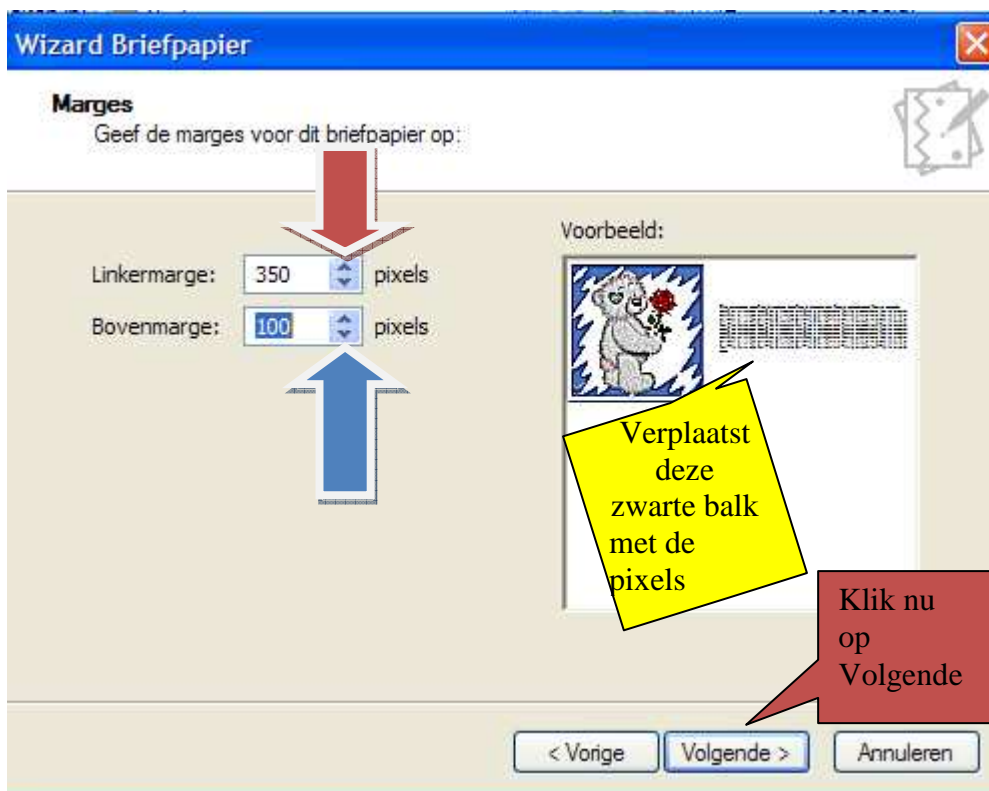 Wizard Briefpapier
Marges
Geef de marges voor dit briefpapier op:
Voorbeeld:
Linkermarge: 350 pixels
Bovenmarge: 100 pixels
Verplaatst
deze
zwarte balk
met de
pixels
Klik nu
op
Volgende
< Vorige Volgende > Annuleren